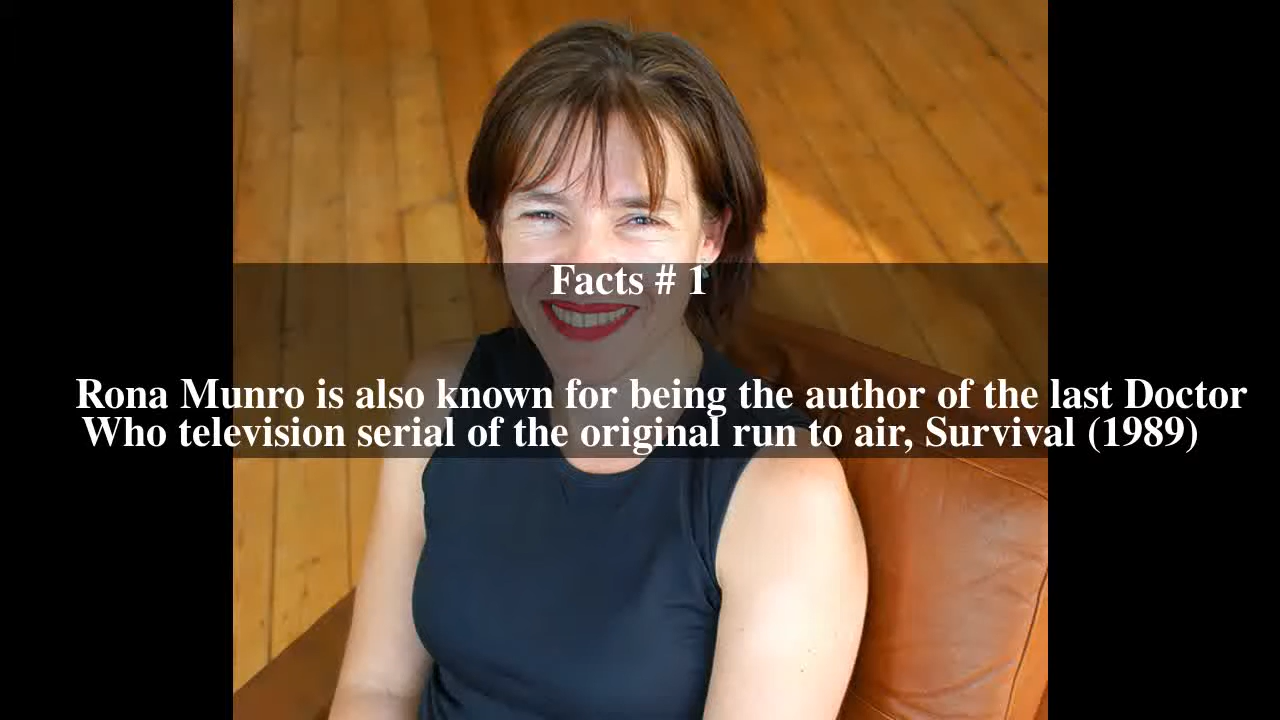 Facts # 1
Rona Munro is also known for being the author of the last Doctor
Who television serial of the original run to air, Survival (1989)